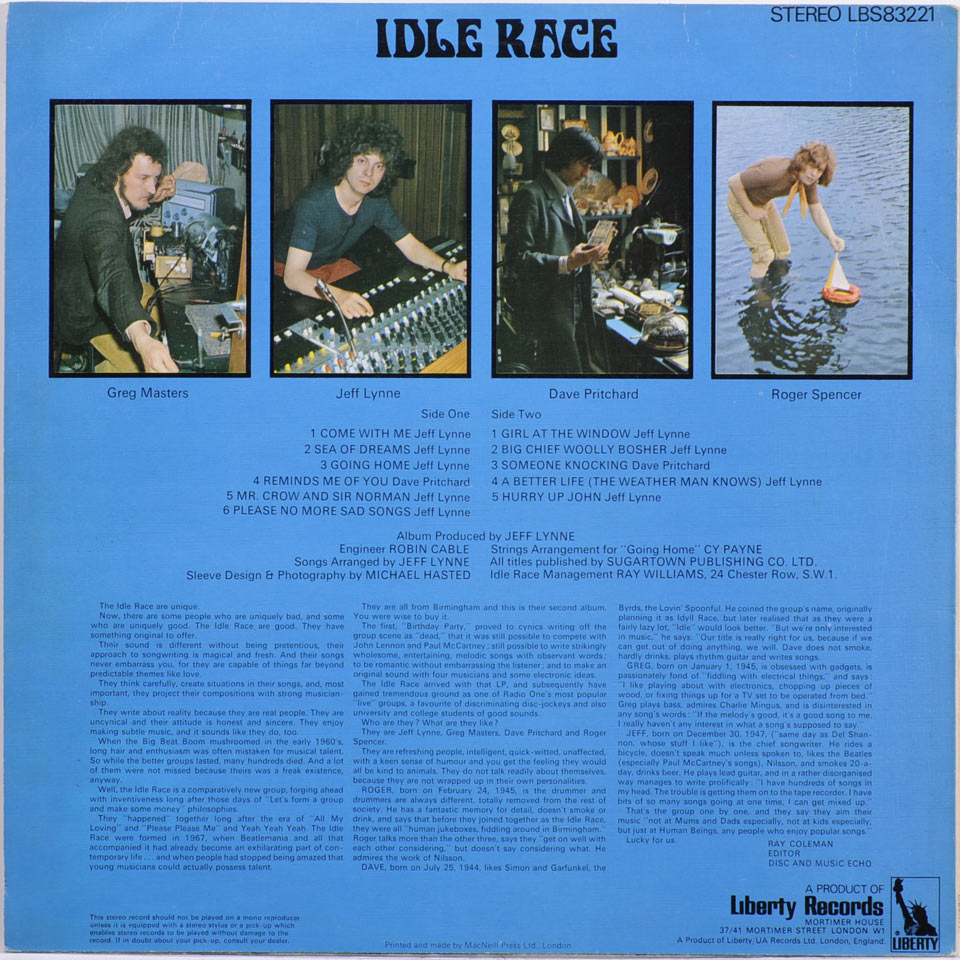 STEREO LBS83221
IDLE RACE
Greg Masters
Jeff Lynne
Dave Pritchard
Roger Spencer
Side One
1 COME WITH ME Jeff Lynne
2 SEA OF DREAMS Jeff Lynne
3 GOING HOME Jeff Lynne
4 REMINDS ME OF YOU Dave Pritchard
5 MR. CROW AND SIR NORMAN Jeff Lynne
6 PLEASE NO MORE SAD SONGS Jeff Lynne
Side Two
1 GIRL AT THE WINDOW Jeff Lynne
2 BIG CHIEF WOOLLY BOSHER Jeff Lynne
3 SOMEONE KNOCKING Dave Pritchard
4 A BETTER LIFE (THE WEATHER MAN KNOWS) Jeff Lynne
5 HURRY UP JOHN Jeff Lynne
Album Produced by JEFF LYNNE
Engineer ROBIN CABLE
Songs Arranged by JEFF LYNNE
Sleeve Design & Photography by MICHAEL HASTED
Strings Arrangement for "Going Home" CY PAYNE
All titles published by SUGARTOWN PUBLISHING CO. LTD.
Idle Race Management RAY WILLIAMS, 24 Chester Row, S.W.1.
The Idle Race are unique.
Now, there are some people who are uniquely bad, and some
who are uniquely good. The Idle Race are good. They have
something original to offer.
Their sound is different without being pretentious, their
approach to songwriting is magical and fresh. And their songs
never embarrass you, for they are capable of things far beyond
predictable themes like love.
They think carefully, create situations in their songs, and, most
important, they project their compositions with strong musician-
ship.
They write about reality because they are real people. They are
uncynical and their attitude is honest and sincere. They enjoy
making subtle music, and it sounds like they do, too.
When the Big Beat Boom mushroomed in the early 1960's,
long hair and enthusiasm was often mistaken for musical talent.
So while the better groups lasted, many hundreds died. And a lot
of them were not missed because theirs was a freak existence,
anyway.
Well, the Idle Race is a comparatively new group, forging ahead
with inventiveness long after those days of "Let's form a group
and make some money" philosophies.
They "happened" together long after the era of "All My
Loving" and "Please Please Me" and Yeah Yeah Yeah. The Idle
Race were formed in 1967, when Beatlemania and all that
accompanied it had already become an exhilarating part of con-
temporary life . . . and when people had stopped being amazed that
young musicians could actually possess talent.
They are all from Birmingham and this is their second album.
You were wise to buy it.
The first, "Birthday Party," proved to cynics writing off the
group scene as "dead," that it was still possible to compete with
John Lennon and Paul McCartney; still possible to write strikingly
wholesome, entertaining, melodic songs with observant words;
to be romantic without embarrassing the listener; and to make an
original sound with four musicians and some electronic ideas.
The Idle Race arrived with that LP, and subsequently have
gained tremendous ground as one of Radio One's most popular
"live" groups, a favourite of discriminating disc-jockeys and also
university and college students of good sounds.
Who are they? What are they like?
They are Jeff Lynne, Greg Masters, Dave Pritchard and Roger
Spencer.
They are refreshing people, intelligent, quick-witted, unaffected,
with a keen sense of humour and you get the feeling they would
all be kind to animals. They do not talk readily about themselves,
because they are not wrapped up in their own personalities.
ROGER, born on February 24, 1945, is the drummer and
drummers are always different, totally removed from the rest of
society. He has a fantastic memory for detail, doesn't smoke or
drink, and says that before they joined together as the Idle Race,
they were all "human jukeboxes, fiddling around in Birmingham."
Roger talks more than the other three, says they "get on well with
each other considering," but doesn't say considering what. He
admires the work of Nilsson.
DAVE, born on July 25, 1944, likes Simon and Garfunkel, the
Byrds, the Lovin' Spoonful. He coined the group's name, originally
planning it as Idyll Race, but later realised that as they were a
fairly lazy lot, "Idle" would look better. "But we're only interested
in music," he says. "Our title is really right for us, because if we
can get out of doing anything, we will. Dave does not smoke,
hardly drinks, plays rhythm guitar and writes songs.
GREG, born on January 1, 1945, is obsessed with gadgets, is
passionately fond of "fiddling with electrical things," and says:
"I like playing about with electronics, chopping up pieces of
wood, or fixing things up for a TV set to be operated from bed.
Greg plays bass, admires Charlie Mingus, and is disinterested in
any song's words: "If the melody's good, it's a good song to me.
I really haven't any interest in what a song's supposed to say."
JEFF, born on December 30, 1947, ("same day as Del Shan-
non, whose stuff I like"), is the chief songwriter. He rides a
bicycle, doesn't speak much unless spoken to, likes the Beatles
(especially Paul McCartney's songs), Nilsson, and smokes 20-a-
day, drinks beer. He plays lead guitar, and in a rather disorganised
way manages to write prolifically: "I have hundreds of songs in
my head. The trouble is getting them on to the tape recorder. I have
bits of so many songs going at one time, I can get mixed up."
That's the group one by one, and they say they aim their
music "not at Mums and Dads especially, not at kids especially,
but just at Human Beings, any people who enjoy popular songs."
Lucky for us.
RAY COLEMAN
EDITOR
DISC AND MUSIC ECHO
This stereo record should not be played on a mono reproducer
unless it is equipped with a stereo stylus or a pick-up which
enables stereo records to be played without damage to the
record. If in doubt about your pick-up, consult your dealer.
Printed and made by MacNeill Press Ltd., London
A PRODUCT OF
Liberty Records
MORTIMER HOUSE
37/41 MORTIMER STREET LONDON W1
A Product of Liberty/UA Records Ltd, London, England.
LIBERTY